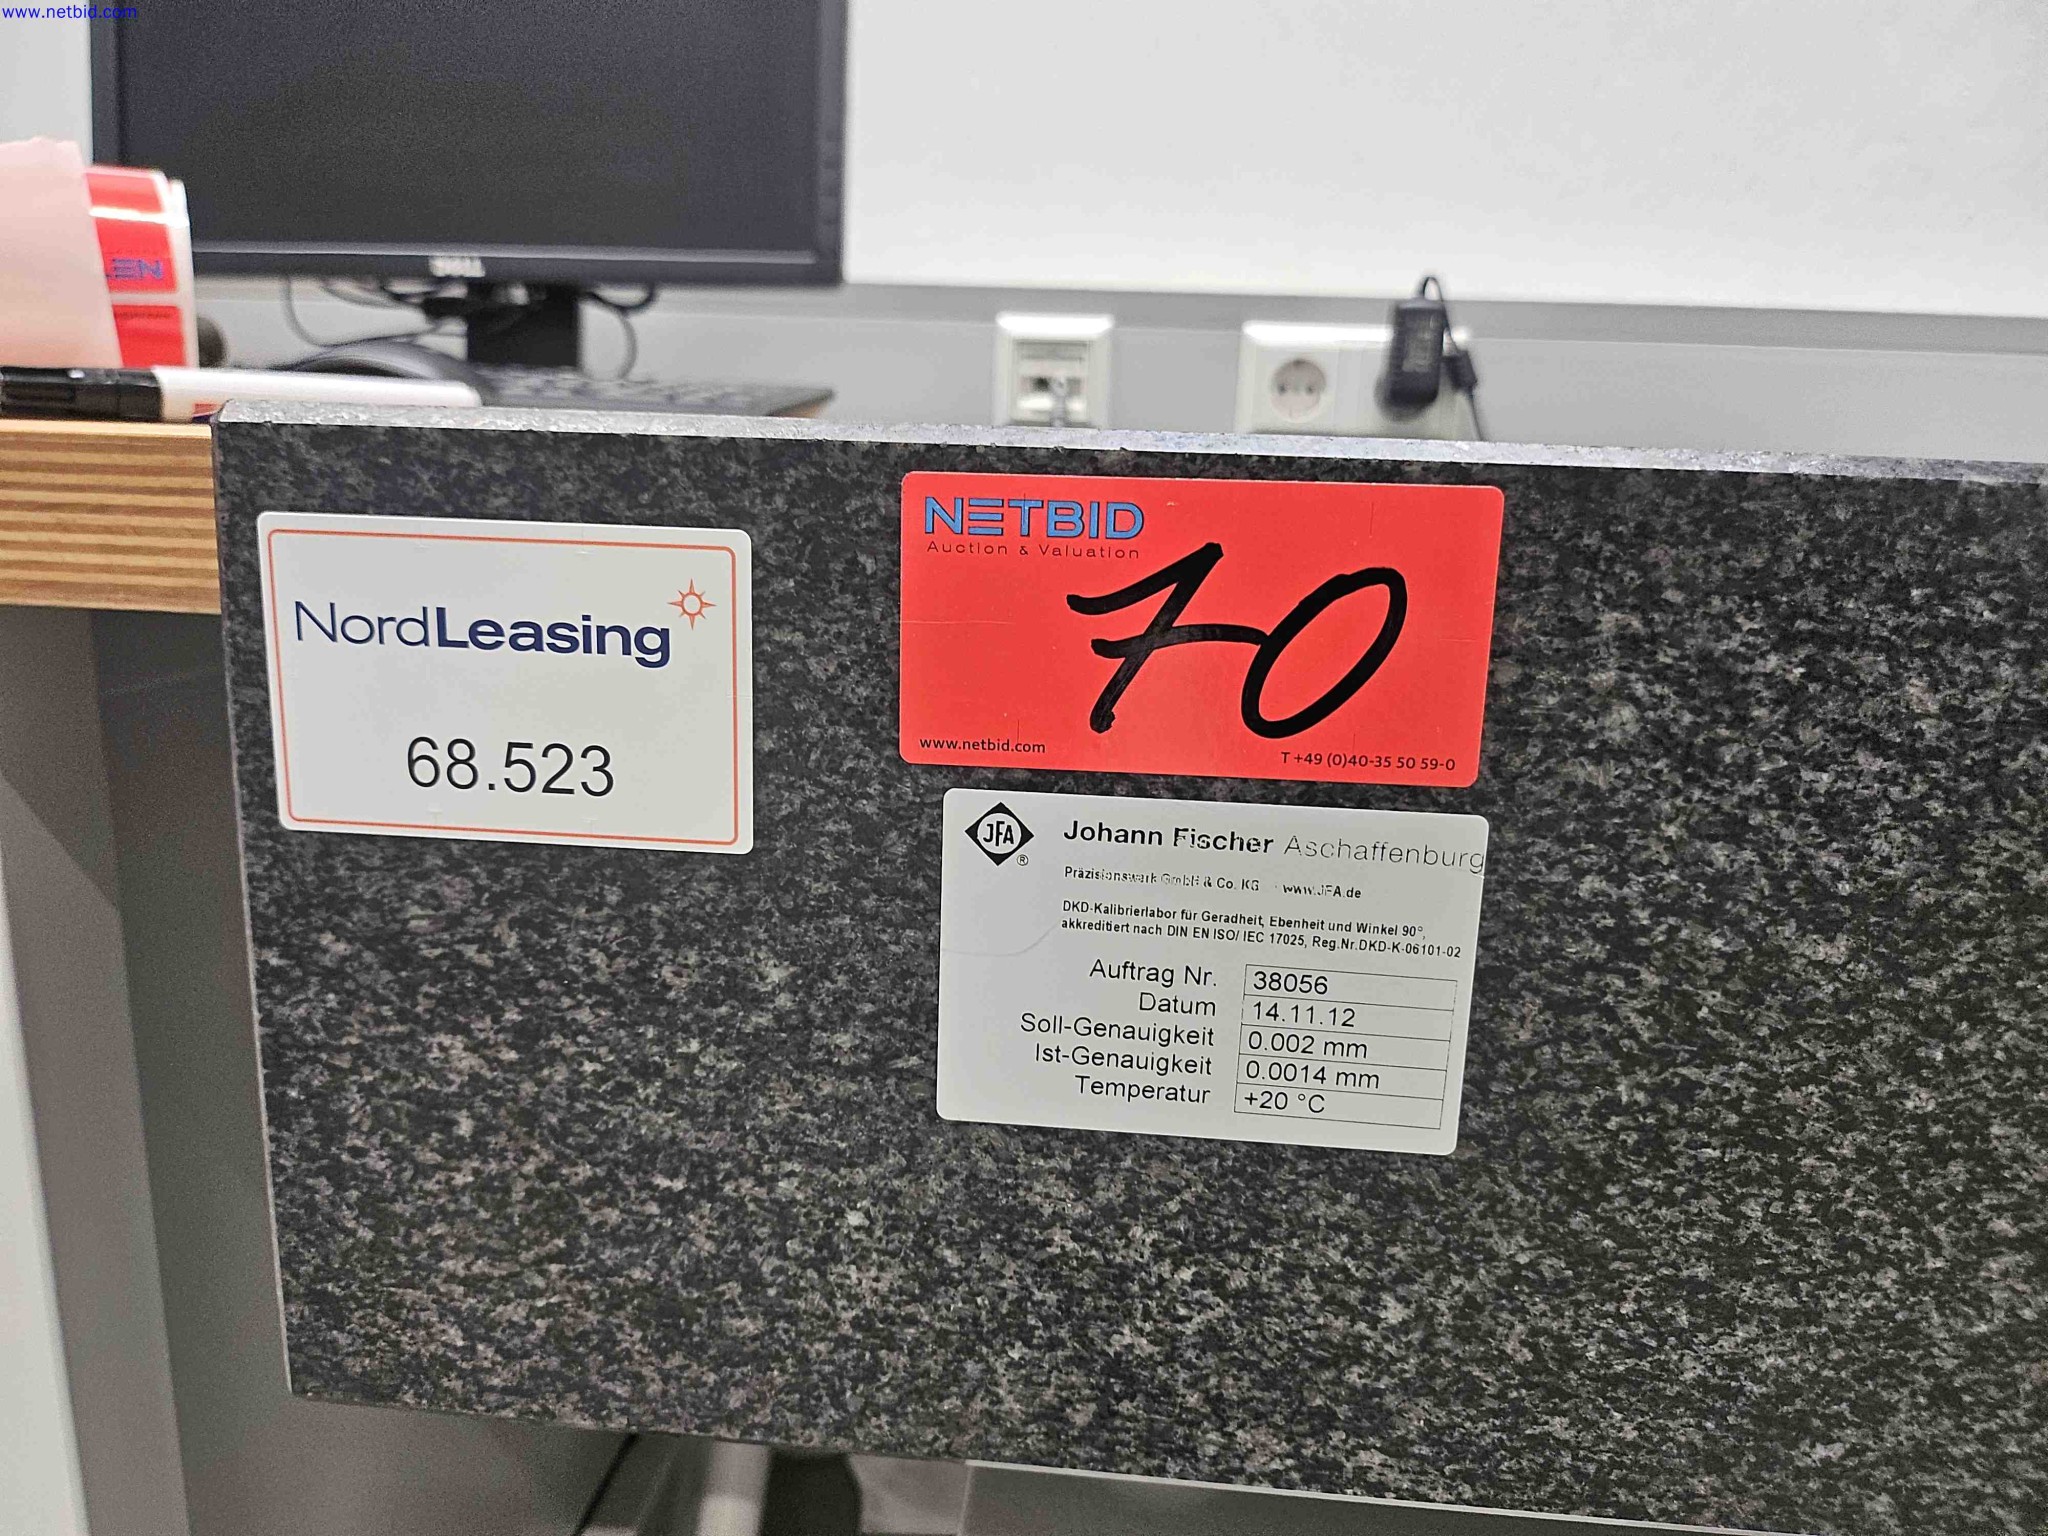 www.netbid.com
NordLeasing
68.523
NETBID
Auction & Valuation
70
www.netbid.com
T +49 (0)40-35 50 59-0
JFA
®
Johann Fischer Aschaffenburg
Präzisionswerk GmbH & Co. KG www.JFA.de
DKD-Kalibrierlabor für Geradheit, Ebenheit und Winkel 90°,
akkreditiert nach DIN EN ISO/ IEC 17025, Reg.Nr.DKD-K-06101-02
Auftrag Nr. 38056
Datum 14.11.12
Soll-Genauigkeit 0.002 mm
Ist-Genauigkeit 0.0014 mm
Temperatur +20 °C